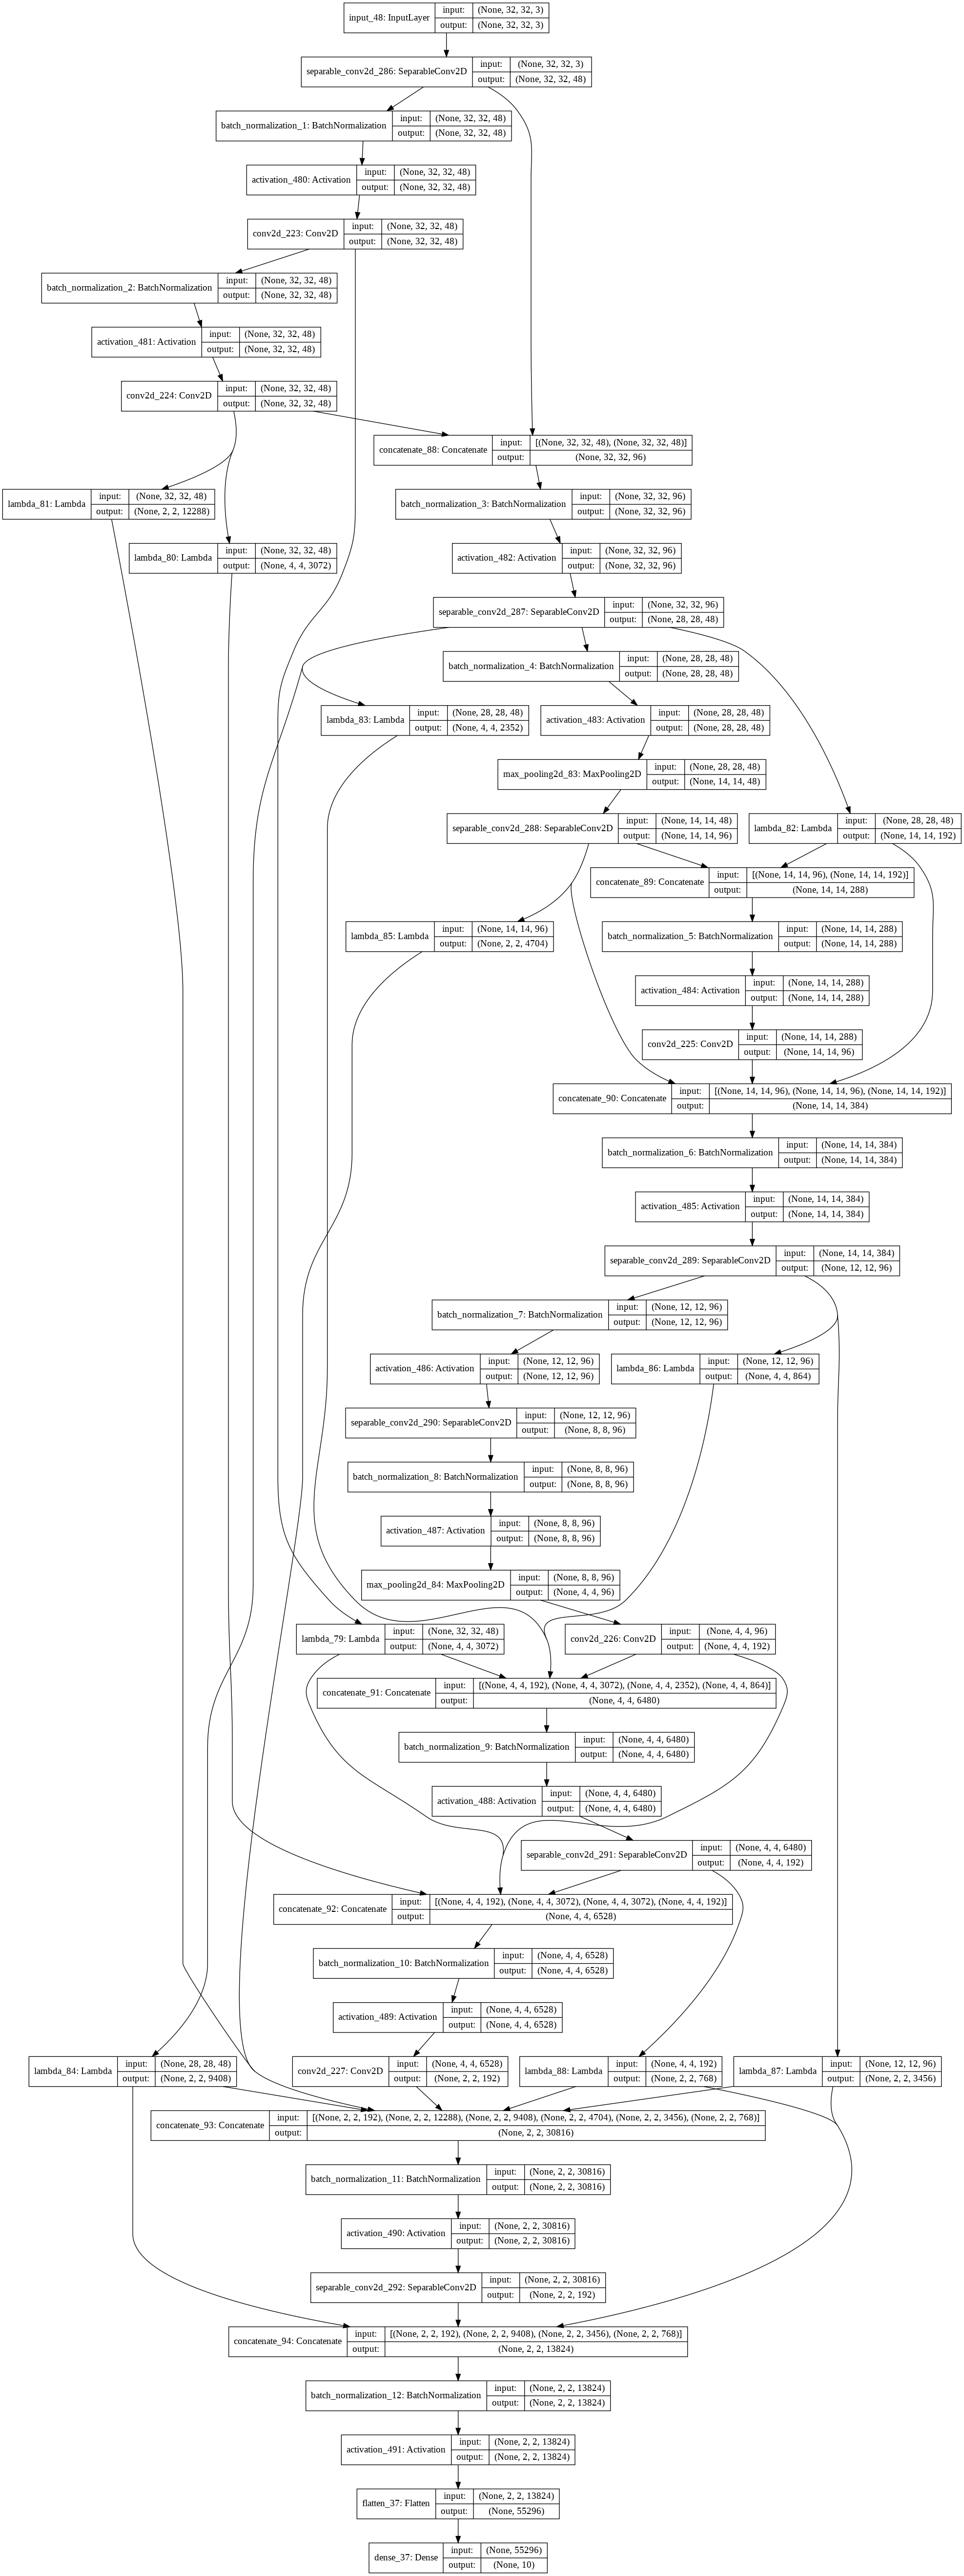 input_48: InputLayer input: (None, 32, 32, 3)
output: (None, 32, 32, 3)
separable_conv2d_286: SeparableConv2D input: (None, 32, 32, 3)
output: (None, 32, 32, 48)
batch_normalization_1: BatchNormalization input: (None, 32, 32, 48)
output: (None, 32, 32, 48)
activation_480: Activation input: (None, 32, 32, 48)
output: (None, 32, 32, 48)
conv2d_223: Conv2D input: (None, 32, 32, 48)
output: (None, 32, 32, 48)
batch_normalization_2: BatchNormalization input: (None, 32, 32, 48)
output: (None, 32, 32, 48)
activation_481: Activation input: (None, 32, 32, 48)
output: (None, 32, 32, 48)
conv2d_224: Conv2D input: (None, 32, 32, 48)
output: (None, 32, 32, 48)
concatenate_88: Concatenate input: [(None, 32, 32, 48), (None, 32, 32, 48)]
output: (None, 32, 32, 96)
lambda_81: Lambda input: (None, 32, 32, 48)
output: (None, 2, 2, 12288)
batch_normalization_3: BatchNormalization input: (None, 32, 32, 96)
output: (None, 32, 32, 96)
lambda_80: Lambda input: (None, 32, 32, 48)
output: (None, 4, 4, 3072)
activation_482: Activation input: (None, 32, 32, 96)
output: (None, 32, 32, 96)
separable_conv2d_287: SeparableConv2D input: (None, 32, 32, 96)
output: (None, 28, 28, 48)
batch_normalization_4: BatchNormalization input: (None, 28, 28, 48)
output: (None, 28, 28, 48)
lambda_83: Lambda input: (None, 28, 28, 48)
output: (None, 4, 4, 2352)
activation_483: Activation input: (None, 28, 28, 48)
output: (None, 28, 28, 48)
max_pooling2d_83: MaxPooling2D input: (None, 28, 28, 48)
output: (None, 14, 14, 48)
separable_conv2d_288: SeparableConv2D input: (None, 14, 14, 48)
output: (None, 14, 14, 96)
lambda_82: Lambda input: (None, 28, 28, 48)
output: (None, 14, 14, 192)
concatenate_89: Concatenate input: [(None, 14, 14, 96), (None, 14, 14, 192)]
output: (None, 14, 14, 288)
lambda_85: Lambda input: (None, 14, 14, 96)
output: (None, 2, 2, 4704)
batch_normalization_5: BatchNormalization input: (None, 14, 14, 288)
output: (None, 14, 14, 288)
activation_484: Activation input: (None, 14, 14, 288)
output: (None, 14, 14, 288)
conv2d_225: Conv2D input: (None, 14, 14, 288)
output: (None, 14, 14, 96)
concatenate_90: Concatenate input: [(None, 14, 14, 96), (None, 14, 14, 96), (None, 14, 14, 192)]
output: (None, 14, 14, 384)
batch_normalization_6: BatchNormalization input: (None, 14, 14, 384)
output: (None, 14, 14, 384)
activation_485: Activation input: (None, 14, 14, 384)
output: (None, 14, 14, 384)
separable_conv2d_289: SeparableConv2D input: (None, 14, 14, 384)
output: (None, 12, 12, 96)
batch_normalization_7: BatchNormalization input: (None, 12, 12, 96)
output: (None, 12, 12, 96)
activation_486: Activation input: (None, 12, 12, 96)
output: (None, 12, 12, 96)
lambda_86: Lambda input: (None, 12, 12, 96)
output: (None, 4, 4, 864)
separable_conv2d_290: SeparableConv2D input: (None, 12, 12, 96)
output: (None, 8, 8, 96)
batch_normalization_8: BatchNormalization input: (None, 8, 8, 96)
output: (None, 8, 8, 96)
activation_487: Activation input: (None, 8, 8, 96)
output: (None, 8, 8, 96)
max_pooling2d_84: MaxPooling2D input: (None, 8, 8, 96)
output: (None, 4, 4, 96)
lambda_79: Lambda input: (None, 32, 32, 48)
output: (None, 4, 4, 3072)
conv2d_226: Conv2D input: (None, 4, 4, 96)
output: (None, 4, 4, 192)
concatenate_91: Concatenate input: [(None, 4, 4, 192), (None, 4, 4, 3072), (None, 4, 4, 2352), (None, 4, 4, 864)]
output: (None, 4, 4, 6480)
batch_normalization_9: BatchNormalization input: (None, 4, 4, 6480)
output: (None, 4, 4, 6480)
activation_488: Activation input: (None, 4, 4, 6480)
output: (None, 4, 4, 6480)
separable_conv2d_291: SeparableConv2D input: (None, 4, 4, 6480)
output: (None, 4, 4, 192)
concatenate_92: Concatenate input: [(None, 4, 4, 192), (None, 4, 4, 3072), (None, 4, 4, 3072), (None, 4, 4, 192)]
output: (None, 4, 4, 6528)
batch_normalization_10: BatchNormalization input: (None, 4, 4, 6528)
output: (None, 4, 4, 6528)
activation_489: Activation input: (None, 4, 4, 6528)
output: (None, 4, 4, 6528)
lambda_84: Lambda input: (None, 28, 28, 48)
output: (None, 2, 2, 9408)
conv2d_227: Conv2D input: (None, 4, 4, 6528)
output: (None, 2, 2, 192)
lambda_88: Lambda input: (None, 4, 4, 192)
output: (None, 2, 2, 768)
lambda_87: Lambda input: (None, 12, 12, 96)
output: (None, 2, 2, 3456)
concatenate_93: Concatenate input: [(None, 2, 2, 192), (None, 2, 2, 12288), (None, 2, 2, 9408), (None, 2, 2, 4704), (None, 2, 2, 3456), (None, 2, 2, 768)]
output: (None, 2, 2, 30816)
batch_normalization_11: BatchNormalization input: (None, 2, 2, 30816)
output: (None, 2, 2, 30816)
activation_490: Activation input: (None, 2, 2, 30816)
output: (None, 2, 2, 30816)
separable_conv2d_292: SeparableConv2D input: (None, 2, 2, 30816)
output: (None, 2, 2, 192)
concatenate_94: Concatenate input: [(None, 2, 2, 192), (None, 2, 2, 9408), (None, 2, 2, 3456), (None, 2, 2, 768)]
output: (None, 2, 2, 13824)
batch_normalization_12: BatchNormalization input: (None, 2, 2, 13824)
output: (None, 2, 2, 13824)
activation_491: Activation input: (None, 2, 2, 13824)
output: (None, 2, 2, 13824)
flatten_37: Flatten input: (None, 2, 2, 13824)
output: (None, 55296)
dense_37: Dense input: (None, 55296)
output: (None, 10)